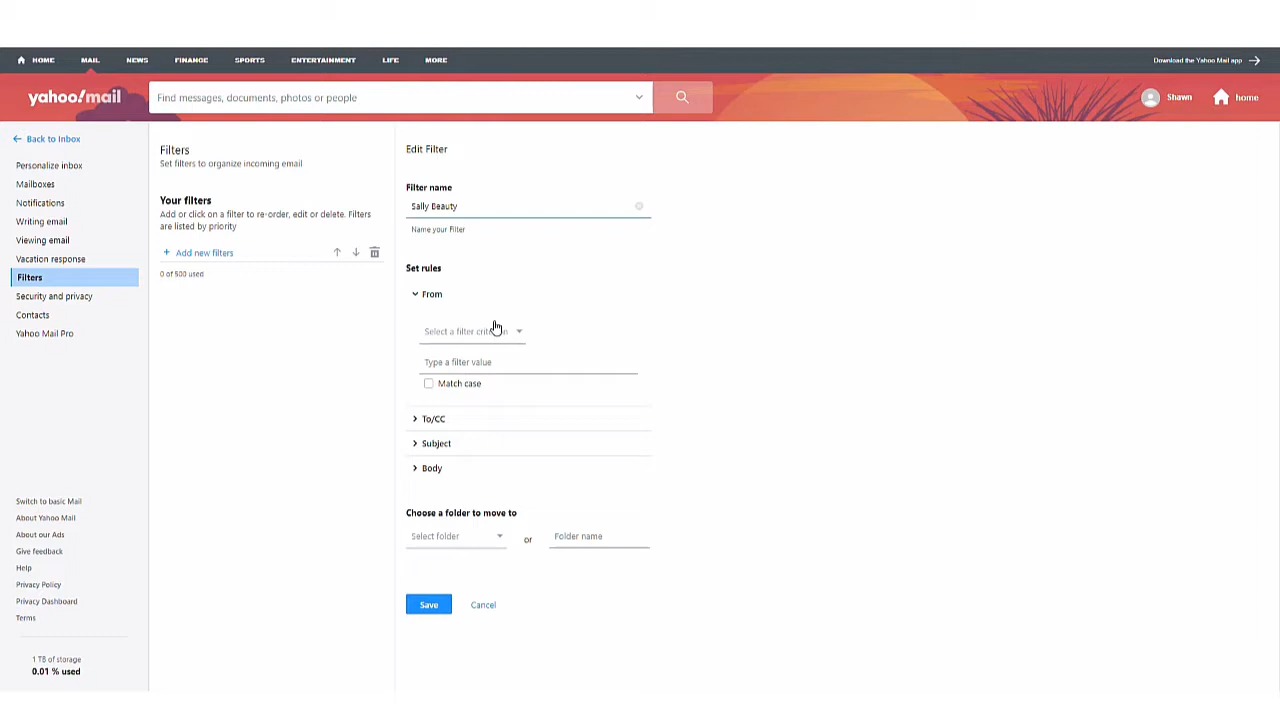 HOME MAIL NEWS FINANCE SPORTS ENTERTAINMENT LIFE MORE Download the Yahoo Mail app
yahoo!mail Find messages, documents, photos or people Shawn home
Back to Inbox
Personalize inbox
Mailboxes
Notifications
Writing email
Viewing email
Vacation response
Filters
Security and privacy
Contacts
Yahoo Mail Pro
Switch to basic Mail
About Yahoo Mail
About our Ads
Give feedback
Help
Privacy Policy
Privacy Dashboard
Terms
1 TB of storage
0.01 % used
Filters
Set filters to organize incoming email
Your filters
Add or click on a filter to re-order, edit or delete. Filters
are listed by priority
+ Add new filters
0 of 500 used
Edit Filter
Filter name
Sally Beauty
Name your Filter
Set rules
From
Select a filter
Type a filter value
Match case
To/CC
Subject
Body
Choose a folder to move to
Select folder or Folder name
Save Cancel